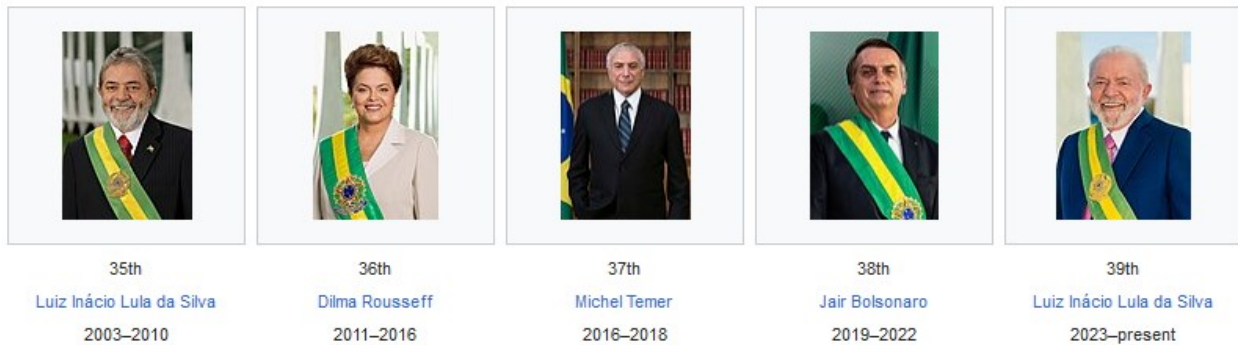 35th
Luiz Inácio Lula da Silva
2003–2010
36th
Dilma Rousseff
2011–2016
37th
Michel Temer
2016–2018
38th
Jair Bolsonaro
2019–2022
39th
Luiz Inácio Lula da Silva
2023–present